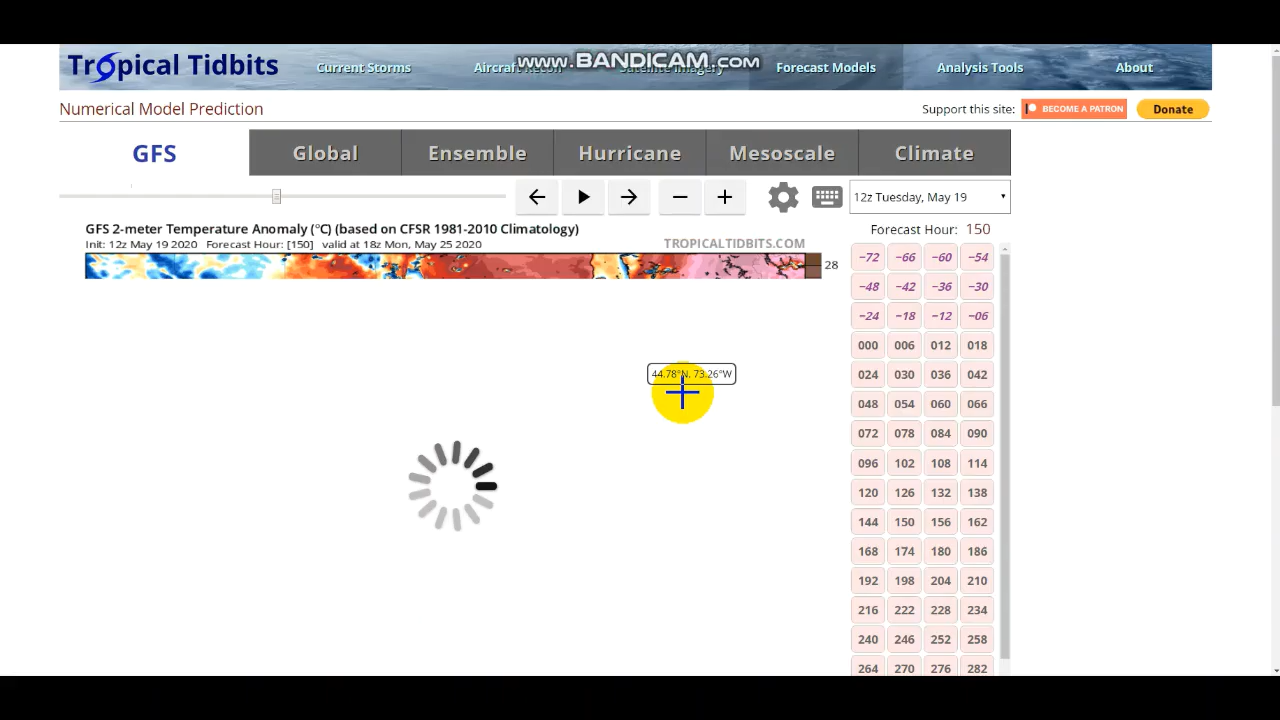 www.BANDICAM.com
Tropical Tidbits
Current Storms Aircraft Recon Satellite Imagery Forecast Models Analysis Tools About
Numerical Model Prediction
Support this site: BECOME A PATRON Donate
GFS Global Ensemble Hurricane Mesoscale Climate
12z Tuesday, May 19
GFS 2-meter Temperature Anomaly (°C) (based on CFSR 1981-2010 Climatology)
Forecast Hour: 150
Init: 12z May 19 2020 Forecast Hour: [150] valid at 18z Mon, May 25 2020 TROPICALTIDBITS.COM
28
44.78°N, 73.26°W
−72 −66 −60 −54
−48 −42 −36 −30
−24 −18 −12 −06
000 006 012 018
024 030 036 042
048 054 060 066
072 078 084 090
096 102 108 114
120 126 132 138
144 150 156 162
168 174 180 186
192 198 204 210
216 222 228 234
240 246 252 258
264 270 276 282